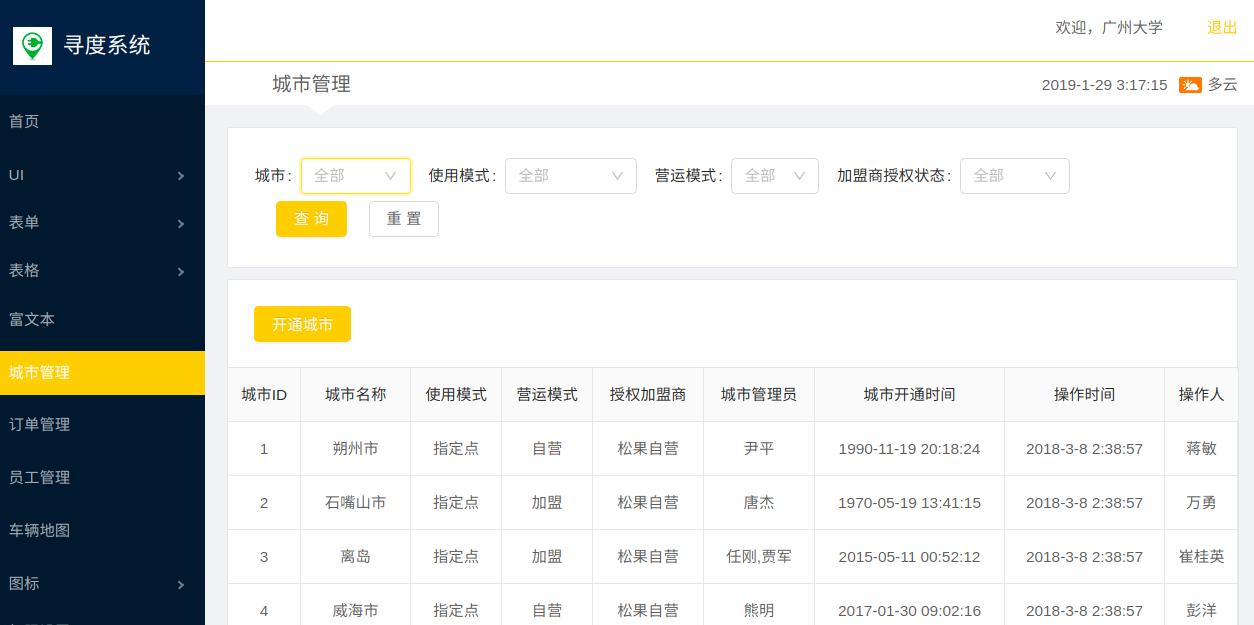 寻度系统
欢迎，广州大学 退出
城市管理 2019-1-29 3:17:15 多云
首页
UI
表单
表格
富文本
城市管理
订单管理
员工管理
车辆地图
图标
城市: 全部 使用模式: 全部 营运模式: 全部 加盟商授权状态: 全部
查 询 重 置
开通城市
城市ID 城市名称 使用模式 营运模式 授权加盟商 城市管理员 城市开通时间 操作时间 操作人
1 朔州市 指定点 自营 松果自营 尹平 1990-11-19 20:18:24 2018-3-8 2:38:57 蒋敏
2 石嘴山市 指定点 加盟 松果自营 唐杰 1970-05-19 13:41:15 2018-3-8 2:38:57 万勇
3 离岛 指定点 加盟 松果自营 任刚,贾军 2015-05-11 00:52:12 2018-3-8 2:38:57 崔桂英
4 威海市 指定点 自营 松果自营 熊明 2017-01-30 09:02:16 2018-3-8 2:38:57 彭洋